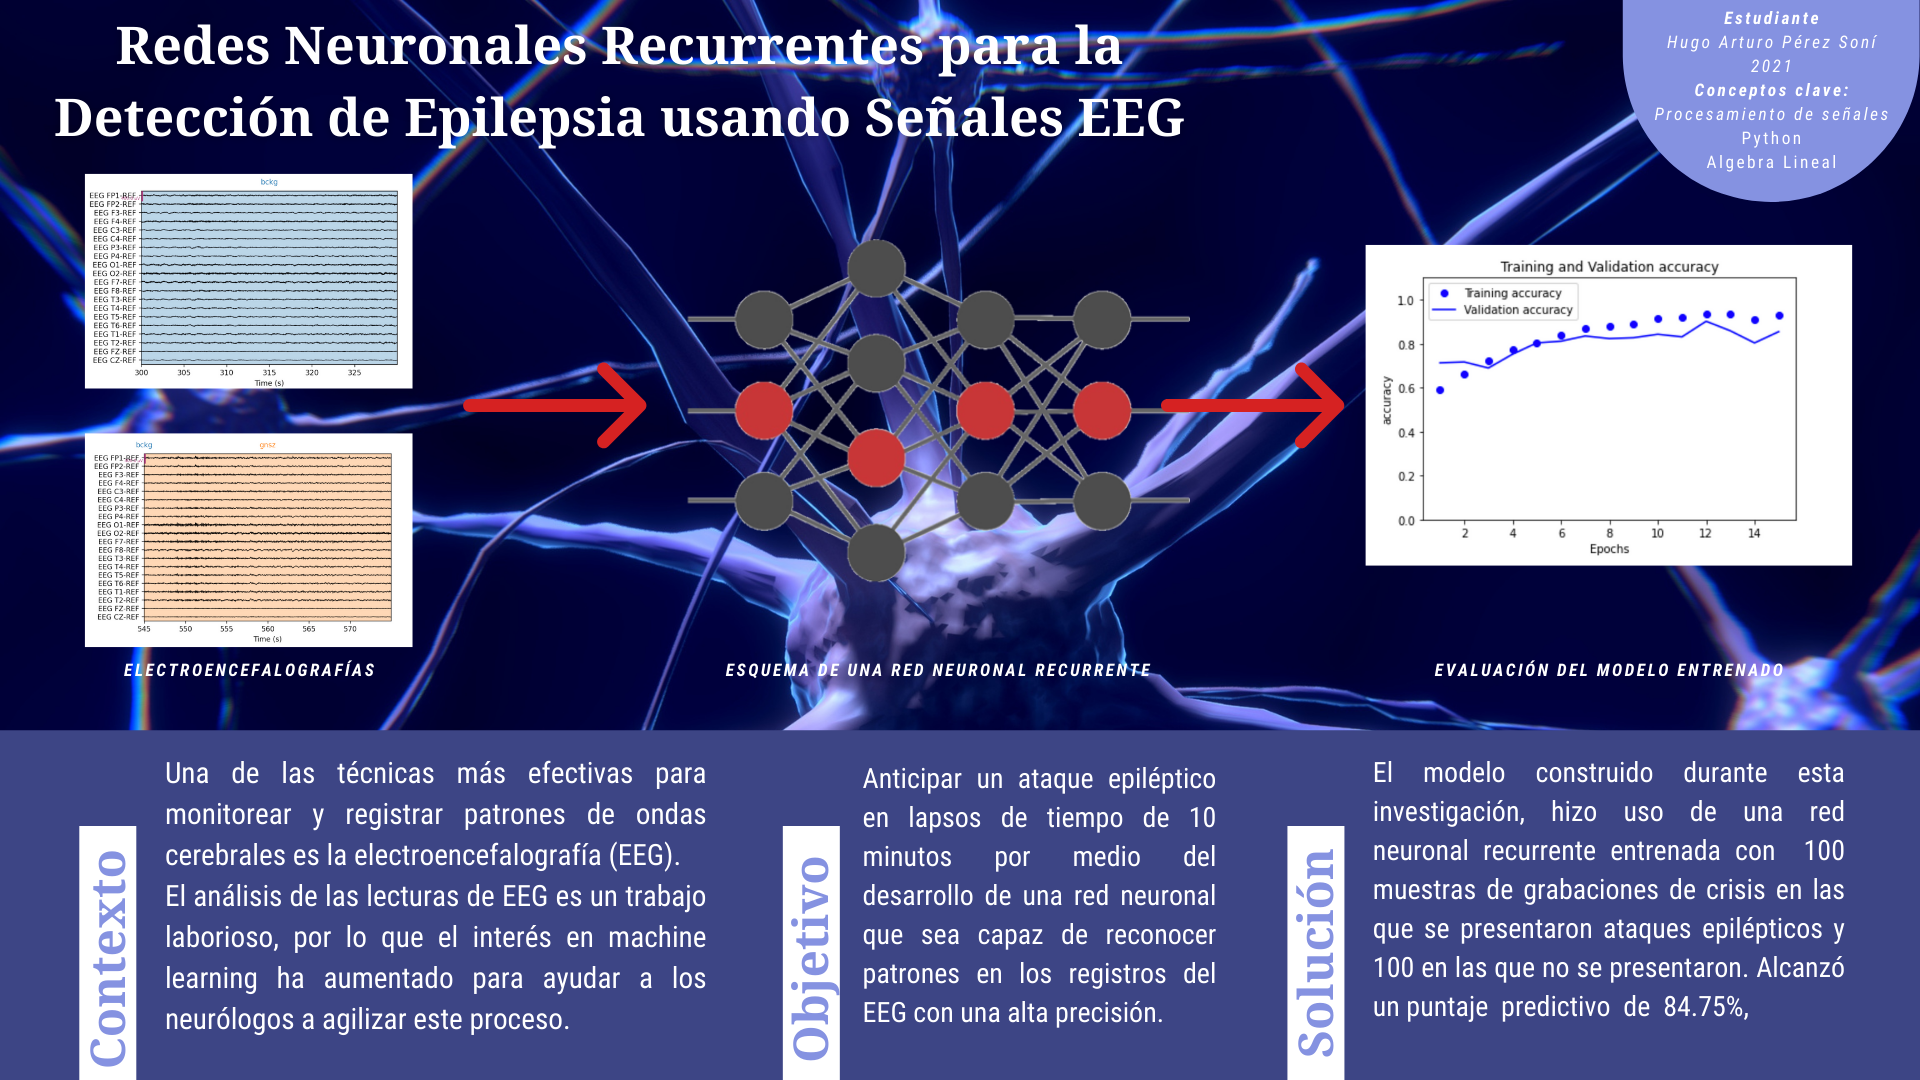 Redes Neuronales Recurrentes para la
Detección de Epilepsia usando Señales EEG
Estudiante
Hugo Arturo Pérez Soní
2021
Conceptos clave:
Procesamiento de señales
Python
Algebra Lineal
bckg
EEG FP1-REF
EEG FP2-REF
EEG F3-REF
EEG F4-REF
EEG C3-REF
EEG C4-REF
EEG P3-REF
EEG P4-REF
EEG O1-REF
EEG O2-REF
EEG F7-REF
EEG F8-REF
EEG T3-REF
EEG T4-REF
EEG T5-REF
EEG T6-REF
EEG T1-REF
EEG T2-REF
EEG FZ-REF
EEG CZ-REF
300 305 310 315 320 325
Time (s)
bckg gnsz
EEG FP1-REF
EEG FP2-REF
EEG F3-REF
EEG F4-REF
EEG C3-REF
EEG C4-REF
EEG P3-REF
EEG P4-REF
EEG O1-REF
EEG O2-REF
EEG F7-REF
EEG F8-REF
EEG T3-REF
EEG T4-REF
EEG T5-REF
EEG T6-REF
EEG T1-REF
EEG T2-REF
EEG FZ-REF
EEG CZ-REF
545 550 555 560 565 570
Time (s)
ELECTROENCEFALOGRAFÍAS
ESQUEMA DE UNA RED NEURONAL RECURRENTE
Training and Validation accuracy
Training accuracy
Validation accuracy
accuracy
1.0
0.8
0.6
0.4
0.2
0.0
2 4 6 8 10 12 14
Epochs
EVALUACIÓN DEL MODELO ENTRENADO
Contexto
Una de las técnicas más efectivas para
monitorear y registrar patrones de ondas
cerebrales es la electroencefalografía (EEG).
El análisis de las lecturas de EEG es un trabajo
laborioso, por lo que el interés en machine
learning ha aumentado para ayudar a los
neurólogos a agilizar este proceso.
Objetivo
Anticipar un ataque epiléptico
en lapsos de tiempo de 10
minutos por medio del
desarrollo de una red neuronal
que sea capaz de reconocer
patrones en los registros del
EEG con una alta precisión.
Solución
El modelo construido durante esta
investigación, hizo uso de una red
neuronal recurrente entrenada con 100
muestras de grabaciones de crisis en las
que se presentaron ataques epilépticos y
100 en las que no se presentaron. Alcanzó
un puntaje predictivo de 84.75%,